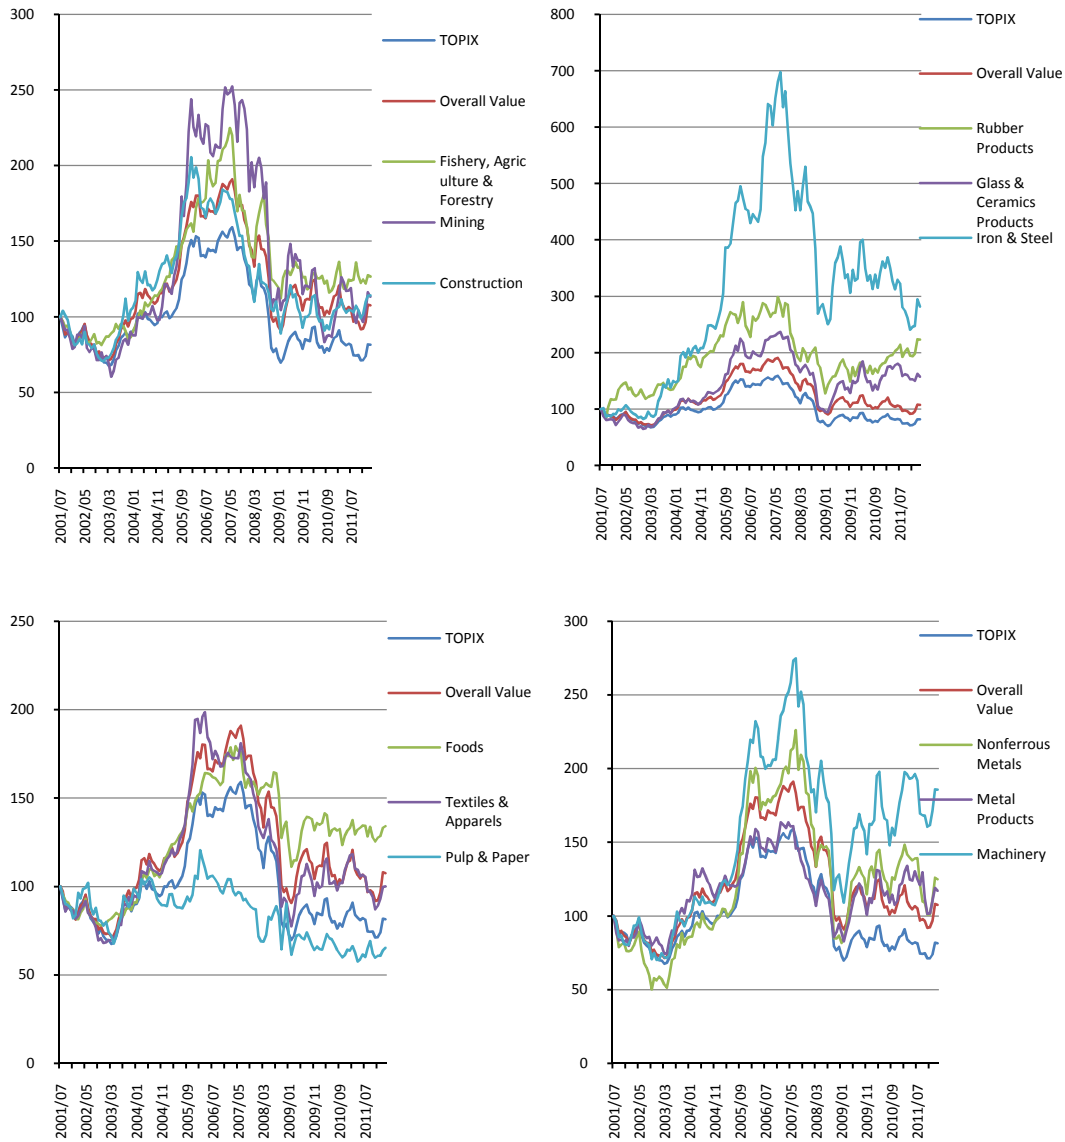 300
250
200
150
100
50
0
2001/07
2002/05
2003/03
2004/01
2004/11
2005/09
2006/07
2007/05
2008/03
2009/01
2009/11
2010/09
2011/07
TOPIX
Overall Value
Fishery, Agric
ulture &
Forestry
Mining
Construction
800
700
600
500
400
300
200
100
0
2001/07
2002/05
2003/03
2004/01
2004/11
2005/09
2006/07
2007/05
2008/03
2009/01
2009/11
2010/09
2011/07
TOPIX
Overall Value
Rubber
Products
Glass &
Ceramics
Products
Iron & Steel
250
200
150
100
50
0
2001/07
2002/05
2003/03
2004/01
2004/11
2005/09
2006/07
2007/05
2008/03
2009/01
2009/11
2010/09
2011/07
TOPIX
Overall Value
Foods
Textiles &
Apparels
Pulp & Paper
300
250
200
150
100
50
0
2001/07
2002/05
2003/03
2004/01
2004/11
2005/09
2006/07
2007/05
2008/03
2009/01
2009/11
2010/09
2011/07
TOPIX
Overall
Value
Nonferrous
Metals
Metal
Products
Machinery